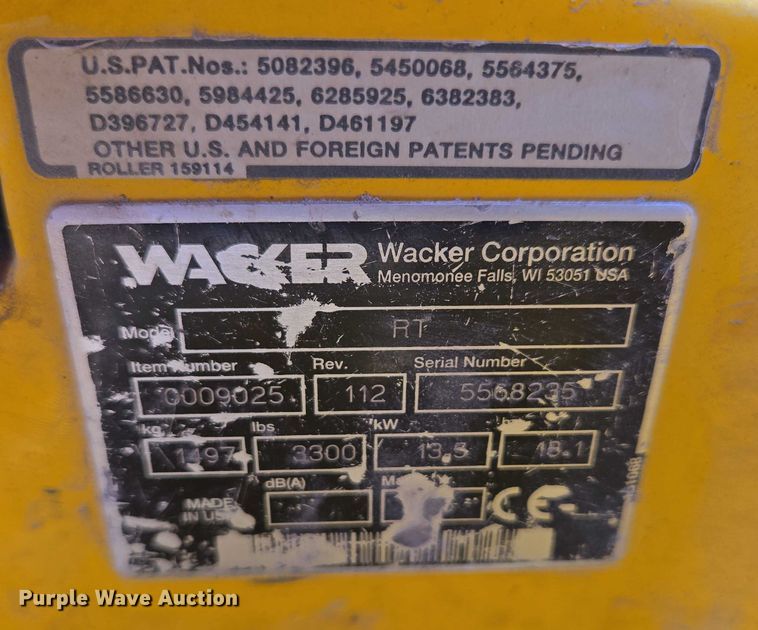 U.S.PAT.Nos.: 5082396, 5450068, 5564375,
5586630, 5984425, 6285925, 6382383,
D396727, D454141, D461197
OTHER U.S. AND FOREIGN PATENTS PENDING
ROLLER 159114
WACKER Wacker Corporation
Menomonee Falls, WI 53051 USA
Model RT
Item Number Rev. Serial Number
0009025 112 5568235
kg lbs kW
1497 3300 13.5 18.1
dB(A)
MADE
IN CE
Purple Wave Auction